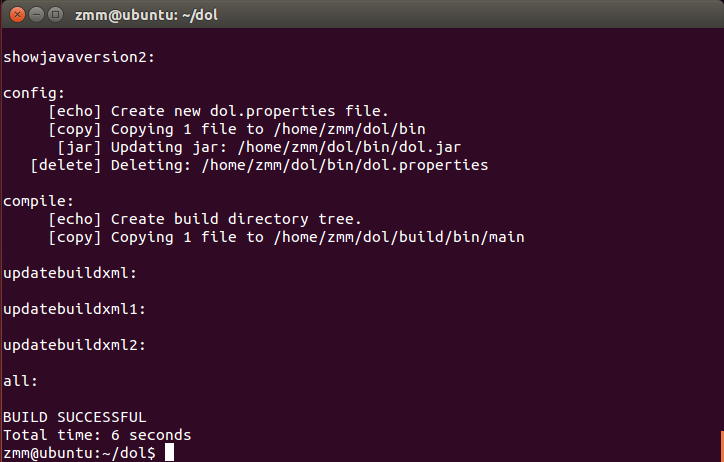 zmm@ubuntu: ~/dol
showjavaversion2:
config:
[echo] Create new dol.properties file.
[copy] Copying 1 file to /home/zmm/dol/bin
[jar] Updating jar: /home/zmm/dol/bin/dol.jar
[delete] Deleting: /home/zmm/dol/bin/dol.properties
compile:
[echo] Create build directory tree.
[copy] Copying 1 file to /home/zmm/dol/build/bin/main
updatebuildxml:
updatebuildxml1:
updatebuildxml2:
all:
BUILD SUCCESSFUL
Total time: 6 seconds
zmm@ubuntu:~/dol$